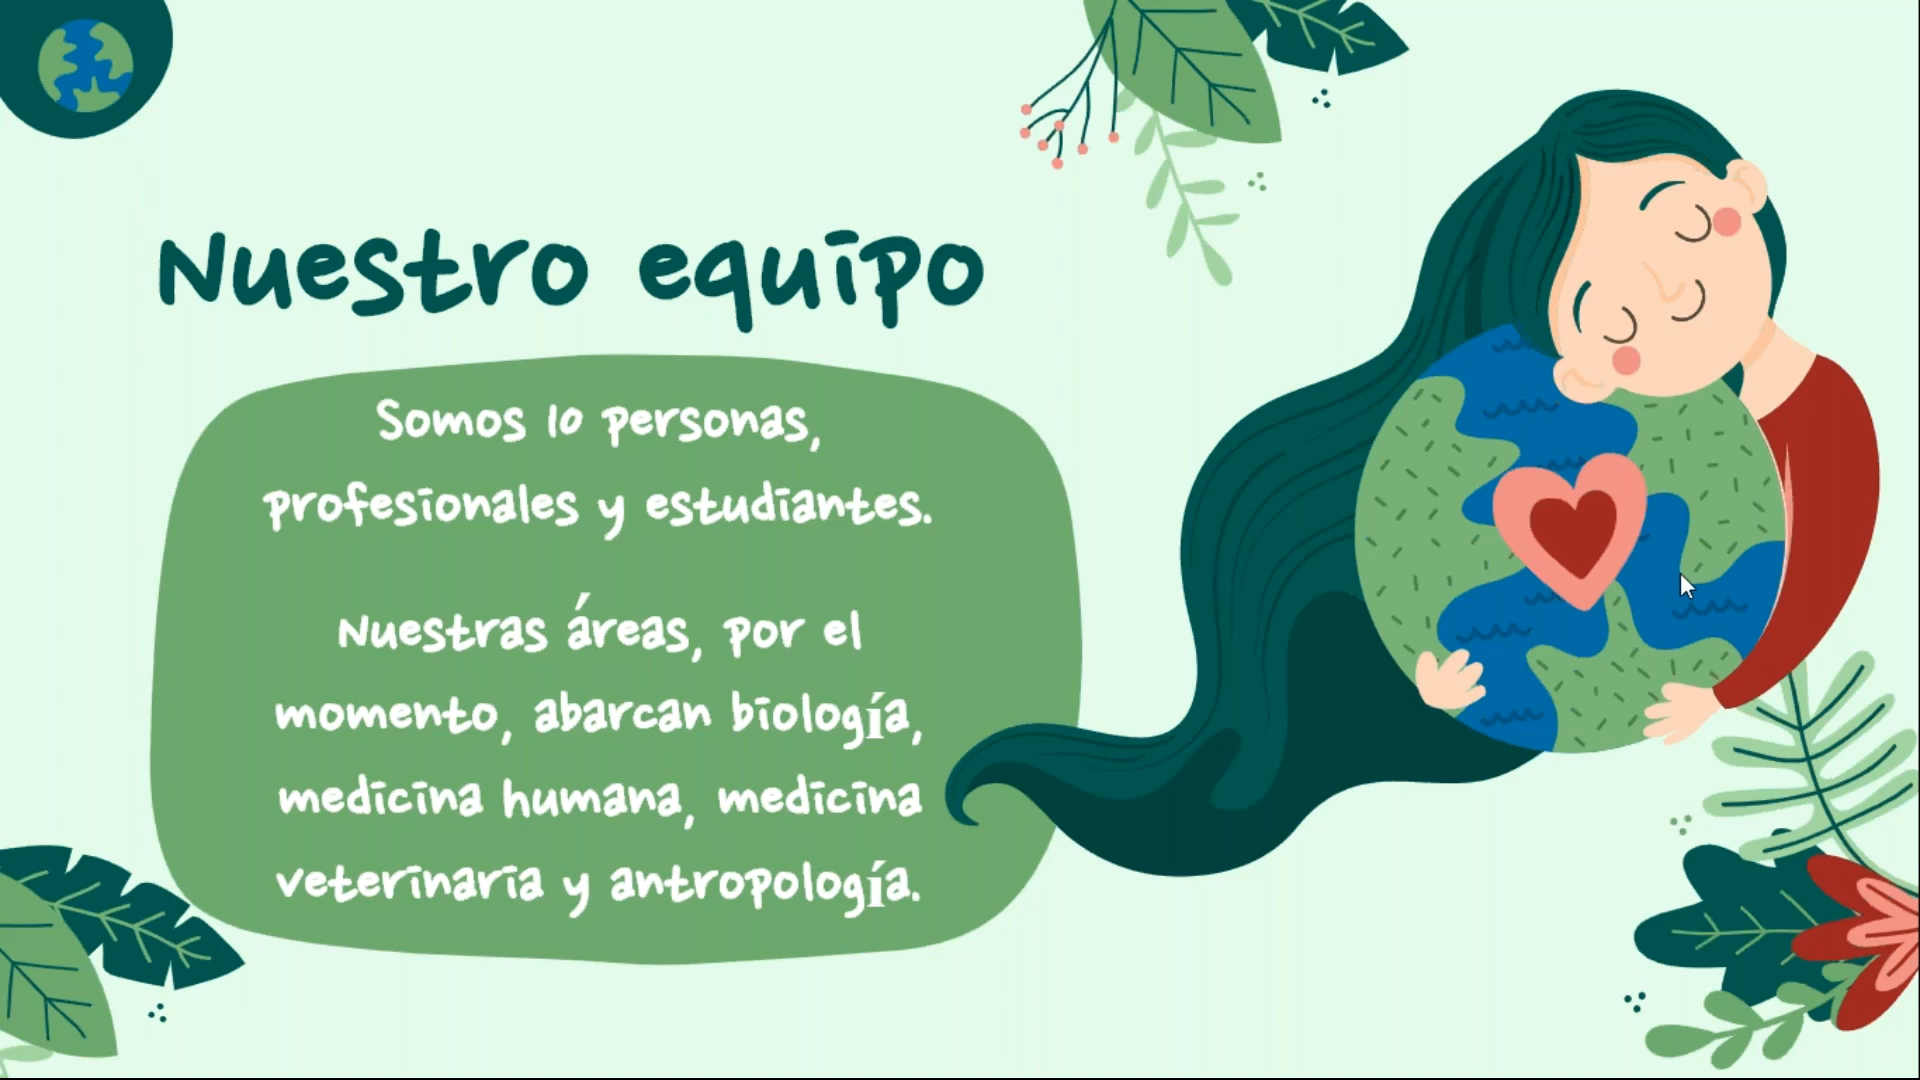 Nuestro equipo
Somos 10 personas,
profesionales y estudiantes.
Nuestras áreas, por el
momento, abarcan biología,
medicina humana, medicina
veterinaria y antropología.